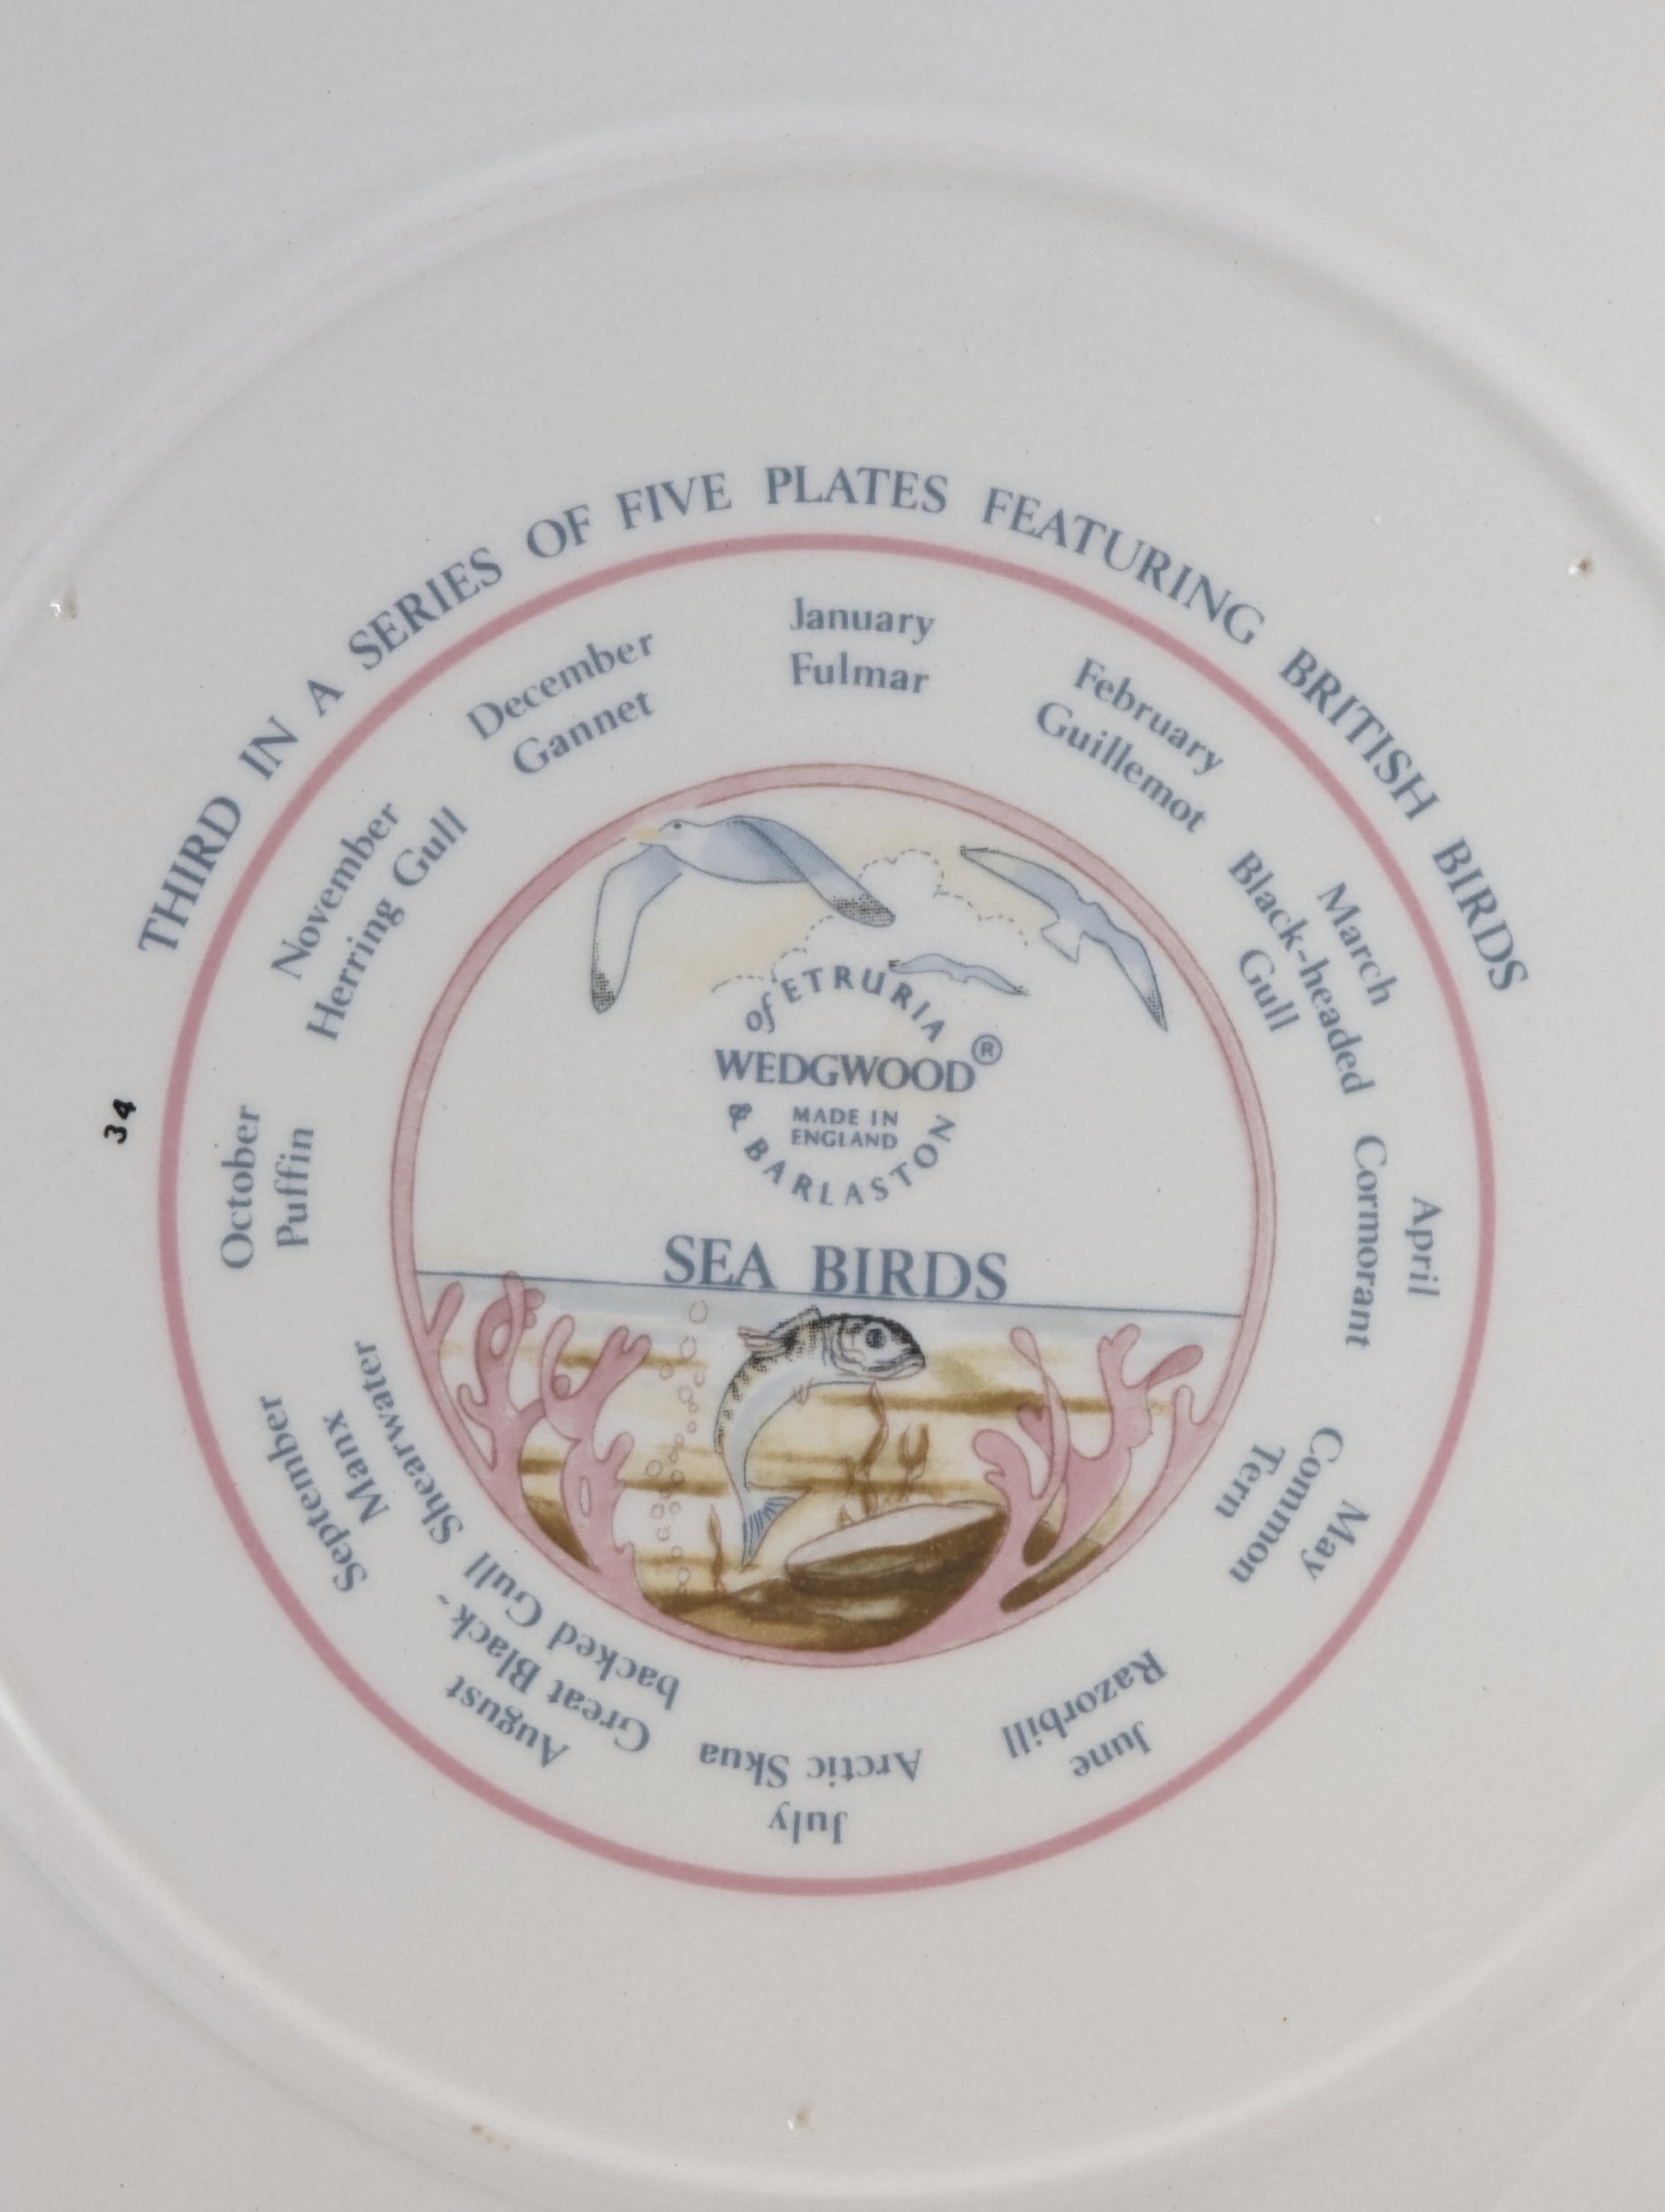 THIRD IN A SERIES OF FIVE PLATES FEATURING BRITISH BIRDS
January
Fulmar
February
Guillemot
March
Black-headed
Gull
April
Cormorant
May
Common
Tern
June
Razorbill
July
Arctic Skua
August
Great Black-
backed Gull
September
Manx
Shearwater
October
Puffin
November
Herring Gull
December
Gannet
of ETRURIA
WEDGWOOD®
MADE IN
ENGLAND
& BARLASTON
SEA BIRDS
34